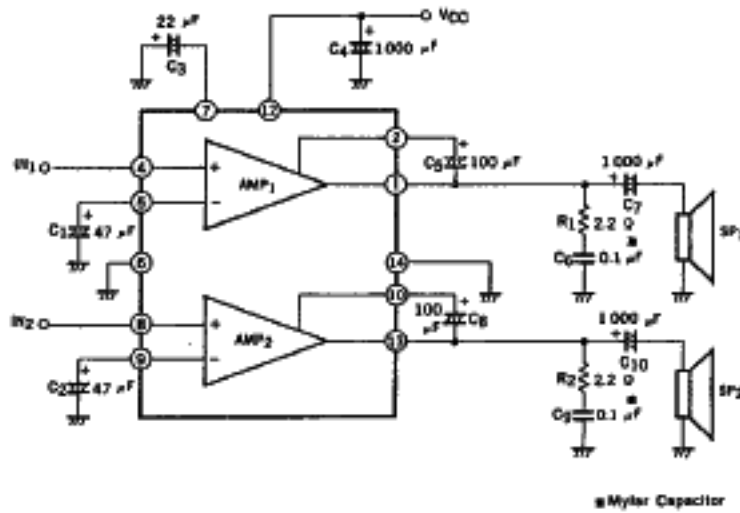 22 μF
+
C3
VCC
+
C4 1000 μF
7
12
2
IN1
4
+
AMP1
-
5
1
+
C5 100 μF
1000 μF
+
C7
R1 2.2 Ω
C6 0.1 μF
SP1
+
C1 47 μF
6
14
10
IN2
8
+
AMP2
-
9
13
100 μF
+
C8
1000 μF
+
C10
R2 2.2 Ω
C9 0.1 μF
SP2
+
C2 47 μF
■ Mylar Capacitor